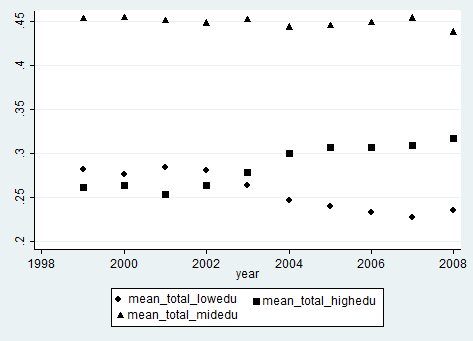 .45
.4
.35
.3
.25
.2
1998 2000 2002 2004 2006 2008
year
mean_total_lowedu mean_total_highedu
mean_total_midedu